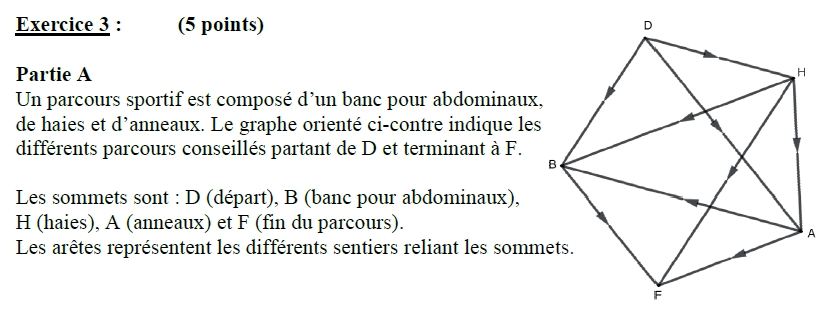 Exercice 3 : (5 points)
Partie A
Un parcours sportif est composé d’un banc pour abdominaux,
de haies et d’anneaux. Le graphe orienté ci-contre indique les
différents parcours conseillés partant de D et terminant à F.
Les sommets sont : D (départ), B (banc pour abdominaux),
H (haies), A (anneaux) et F (fin du parcours).
Les arêtes représentent les différents sentiers reliant les sommets.
D
H
B
A
F